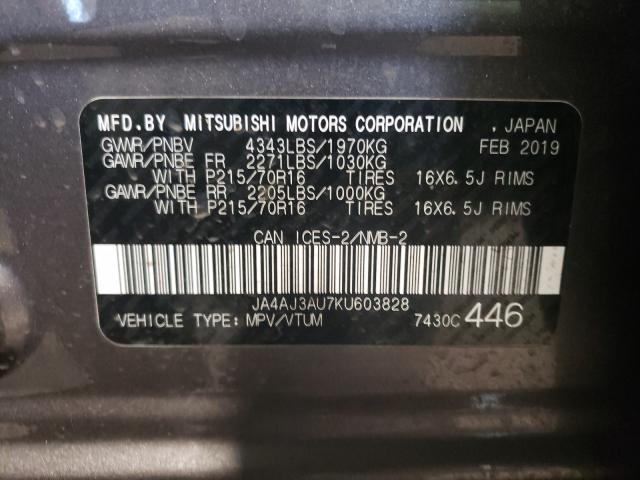 MFD.BY MITSUBISHI MOTORS CORPORATION . JAPAN
GVWR/PNBV 4343LBS/1970KG FEB 2019
GAWR/PNBE FR 2271LBS/1030KG
WITH P215/70R16 TIRES 16X6.5J RIMS
GAWR/PNBE RR 2205LBS/1000KG
WITH P215/70R16 TIRES 16X6.5J RIMS
CAN ICES-2/NMB-2
JA4AJ3AU7KU603828
VEHICLE TYPE: MPV/VTUM 7430C 446